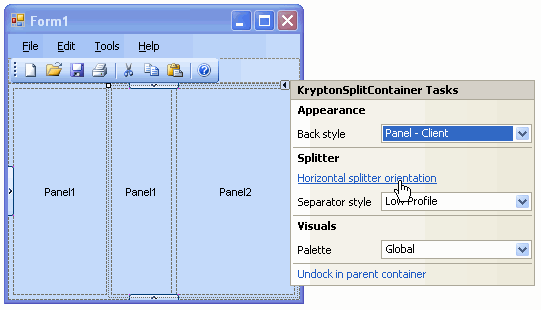 Form1
File Edit Tools Help
Panel1 Panel1 Panel2
KryptonSplitContainer Tasks
Appearance
Back style Panel - Client
Splitter
Horizontal splitter orientation
Separator style Low Profile
Visuals
Palette Global
Undock in parent container